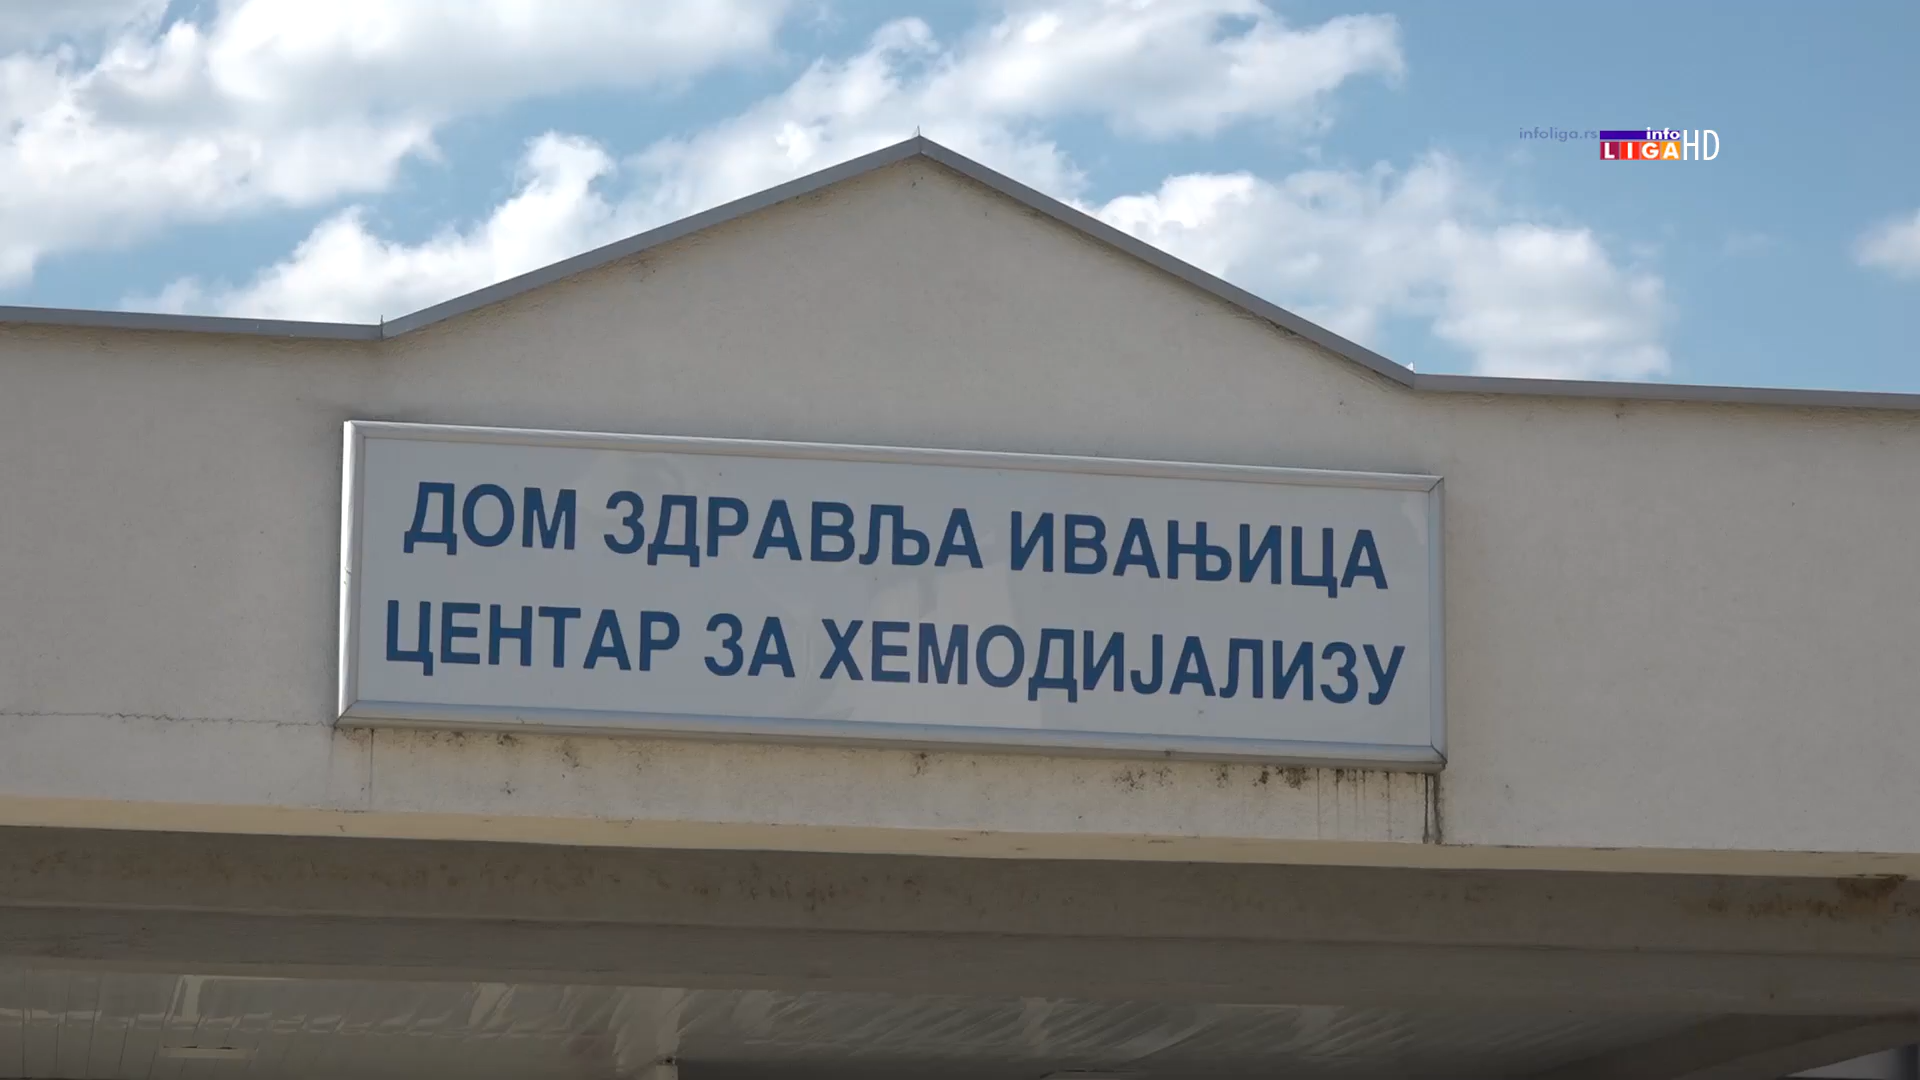 infoliga.rs info
LIGA HD
ДОМ ЗДРАВЉА ИВАЊИЦА
ЦЕНТАР ЗА ХЕМОДИЈАЛИЗУ